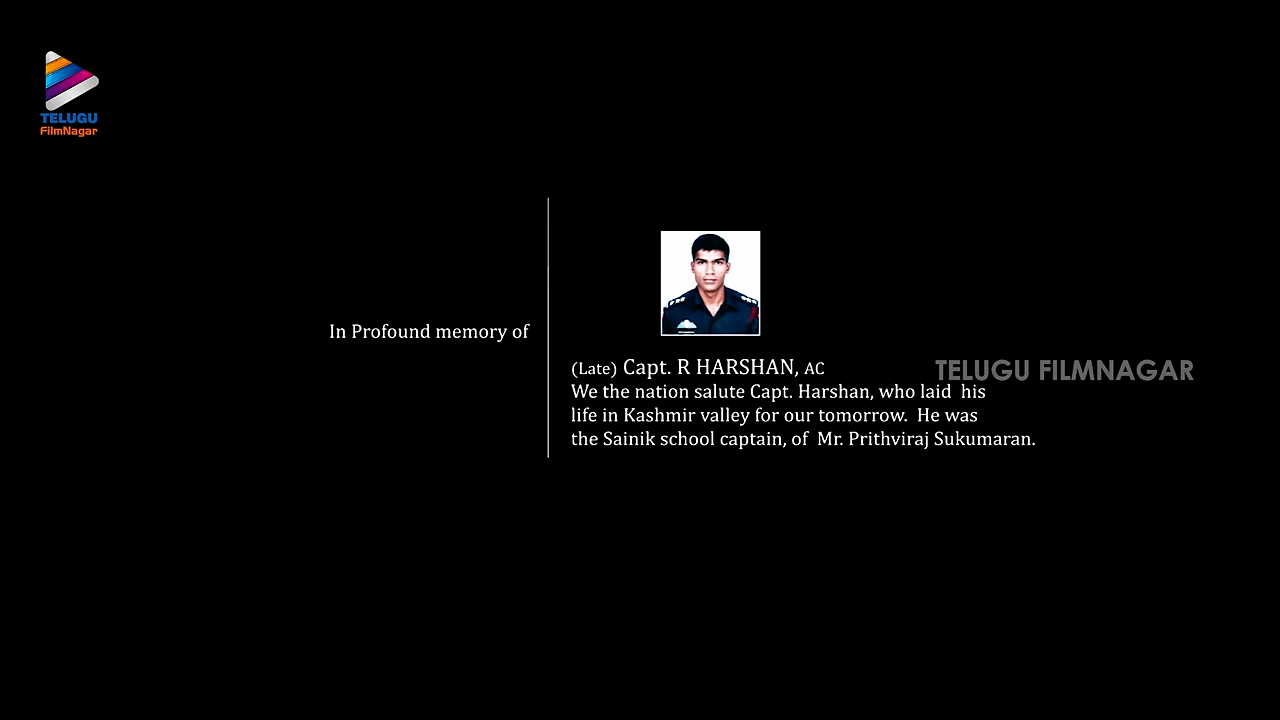 TELUGU
FilmNagar
In Profound memory of
(Late) Capt. R HARSHAN, AC
We the nation salute Capt. Harshan, who laid his
life in Kashmir valley for our tomorrow. He was
the Sainik school captain, of Mr. Prithviraj Sukumaran.
TELUGU FILMNAGAR